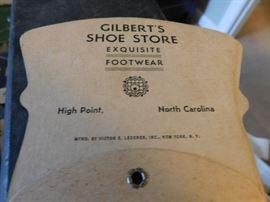 GILBERT'S
SHOE STORE
EXQUISITE
FOOTWEAR
High Point, North Carolina
MFRD. BY VICTOR E. LEDERER, INC., NEW YORK, N. Y.